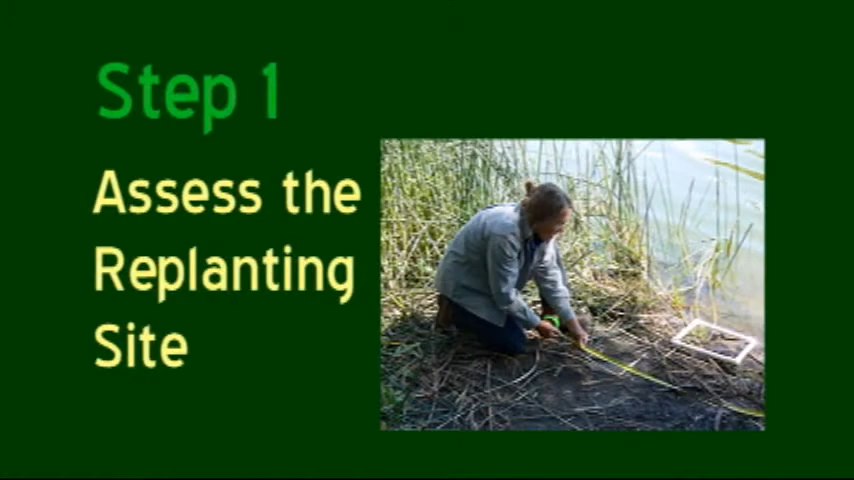 Step 1
Assess the
Replanting
Site